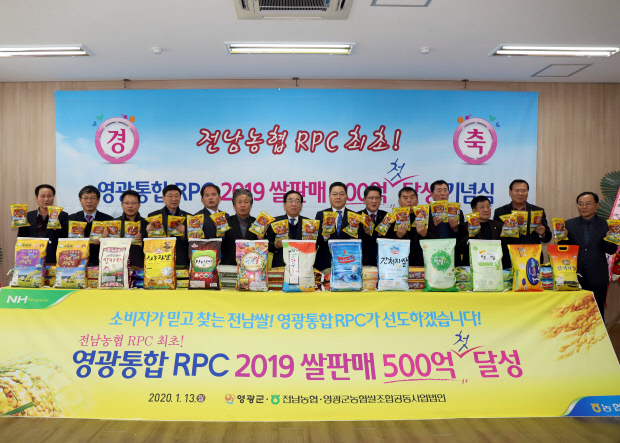 경 축
전남농협 RPC 최초!
첫
영광통합 RPC 2019 쌀판매 500억 달성 기념식
NH
소비자가 믿고 찾는 전남쌀! 영광통합RPC가 선도하겠습니다!
전남농협 RPC 최초!
첫
영광통합 RPC 2019 쌀판매 500억 달성
2020. 1. 13.㈪
영광군 · 전남농협 · 영광군농협쌀조합공동사업법인
농협